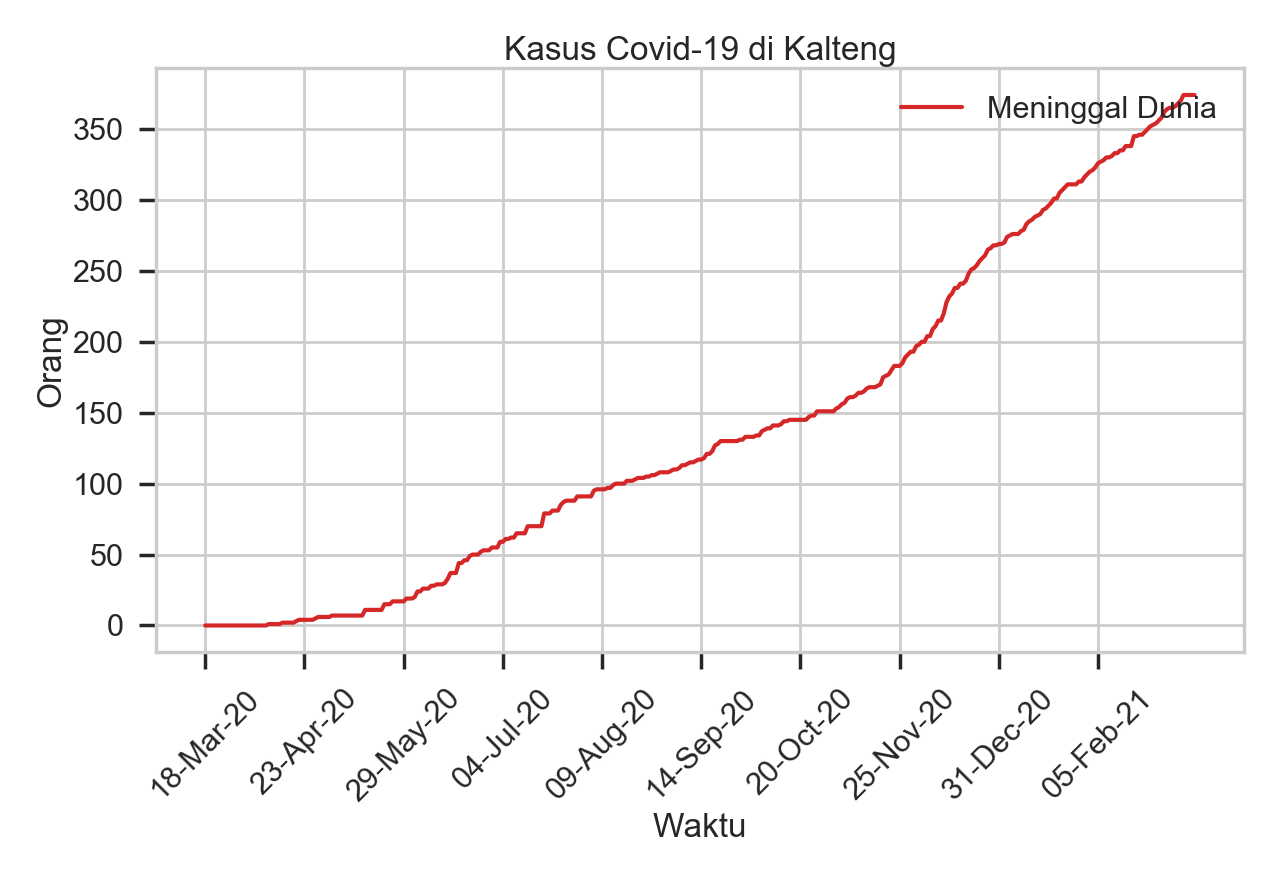 Kasus Covid-19 di Kalteng
Meninggal Dunia
Orang
350
300
250
200
150
100
50
0
18-Mar-20
23-Apr-20
29-May-20
04-Jul-20
09-Aug-20
14-Sep-20
20-Oct-20
25-Nov-20
31-Dec-20
05-Feb-21
Waktu